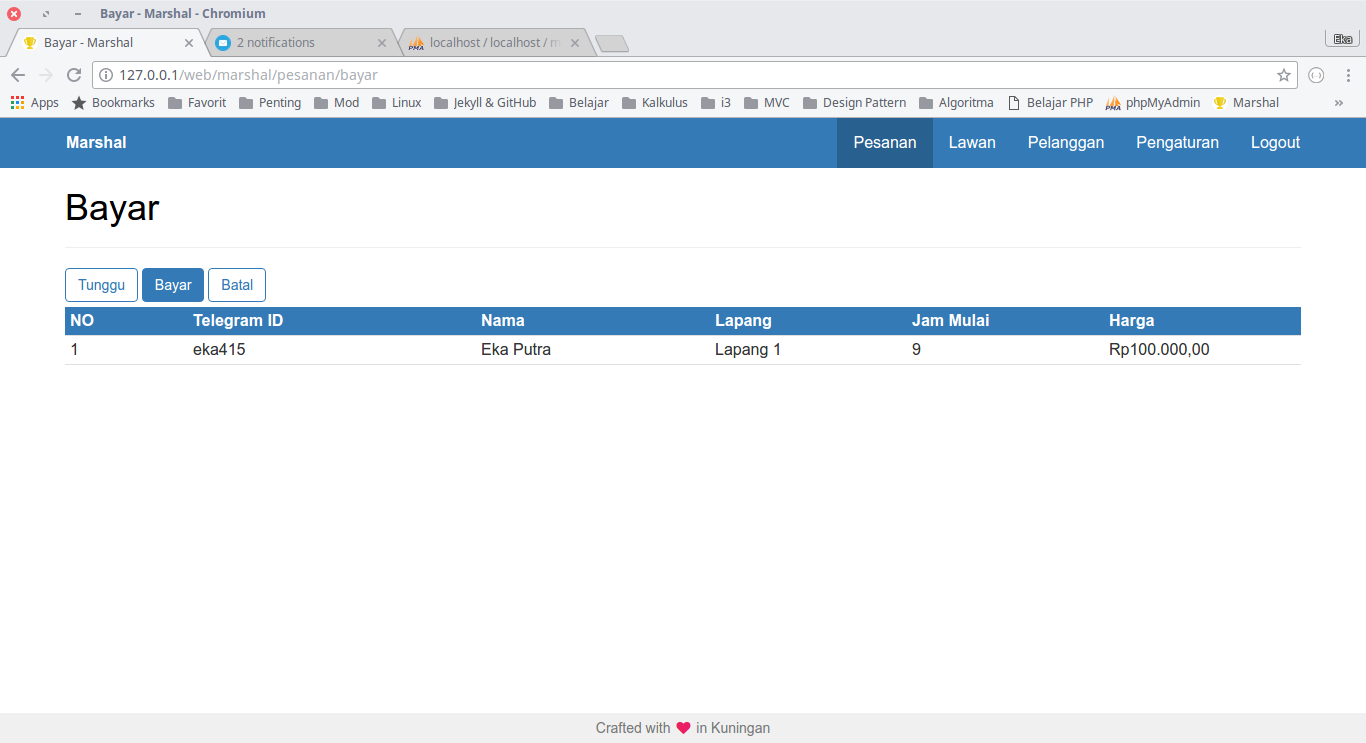 Bayar - Marshal - Chromium
Bayar - Marshal
2 notifications
localhost / localhost / m
Eka
127.0.0.1/web/marshal/pesanan/bayar
Apps Bookmarks Favorit Penting Mod Linux Jekyll & GitHub Belajar Kalkulus i3 MVC Design Pattern Algoritma Belajar PHP phpMyAdmin Marshal »
Marshal Pesanan Lawan Pelanggan Pengaturan Logout
Bayar
Tunggu Bayar Batal
NO Telegram ID Nama Lapang Jam Mulai Harga
1 eka415 Eka Putra Lapang 1 9 Rp100.000,00
Crafted with ♥ in Kuningan